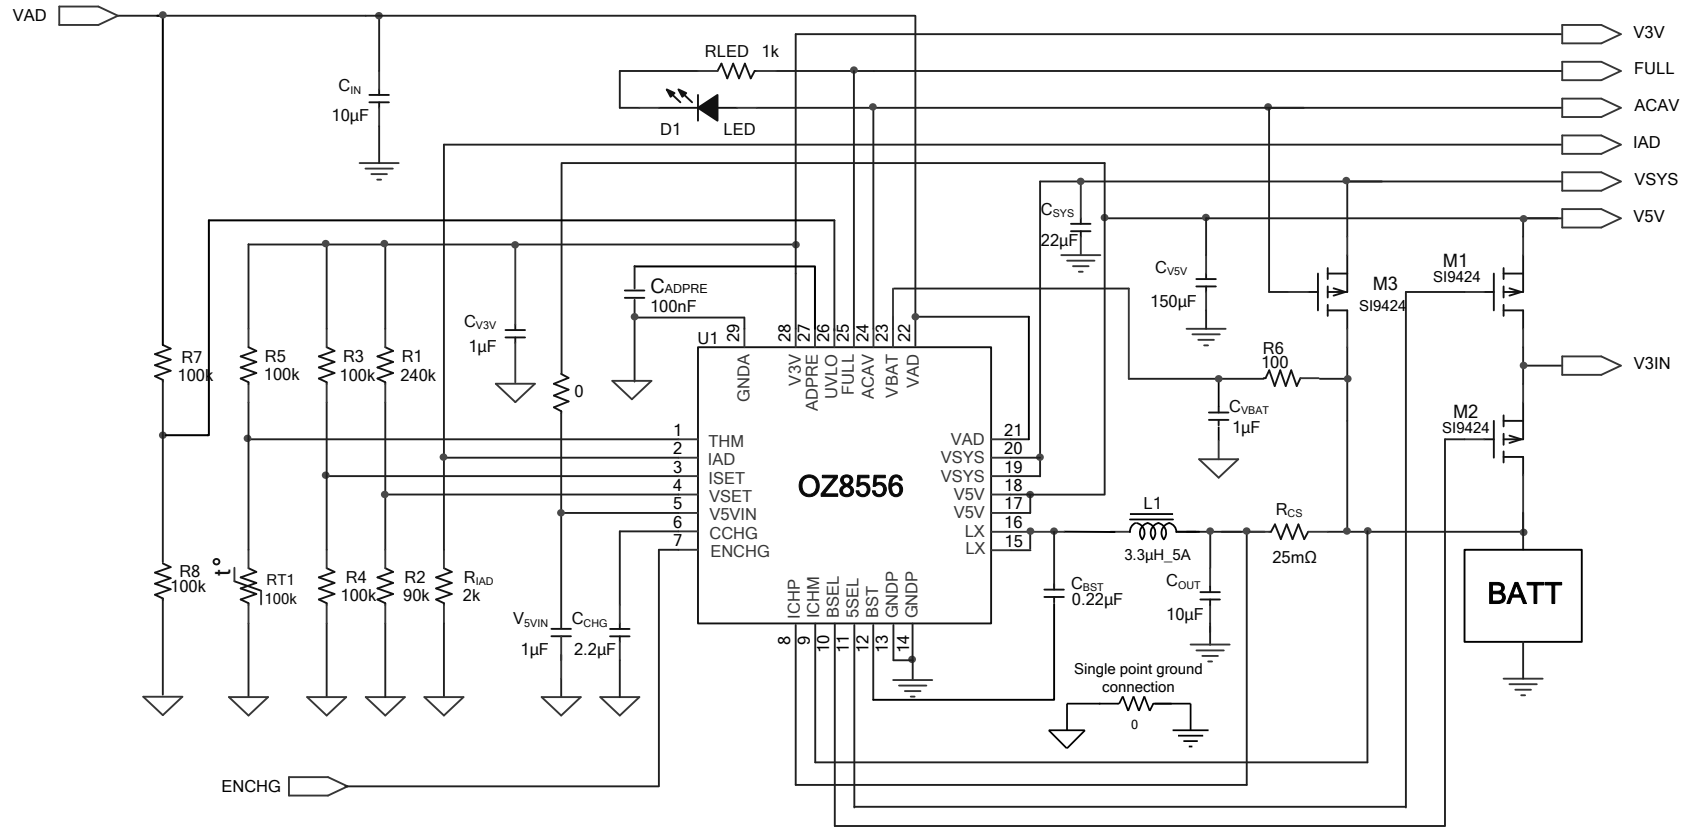 VAD
V3V
RLED 1k
FULL
CIN
10µF
ACAV
D1 LED
IAD
VSYS
CSYS
22µF
V5V
CV5V
150µF
M3
SI9424
M1
SI9424
CADPRE
100nF
CV3V
1µF
U1
29
28
27
26
25
24
23
22
GNDA
V3V
ADPRE
UVLO
FULL
ACAV
VBAT
VAD
R7
100k
R5
100k
R3
100k
R1
240k
0
R6
100
V3IN
CVBAT
1µF
M2
SI9424
1 THM
2 IAD
3 ISET
4 VSET
5 V5VIN
6 CCHG
7 ENCHG
OZ8556
VAD 21
VSYS 20
VSYS 19
V5V 18
V5V 17
LX 16
LX 15
L1
3.3µH_5A
RCS
25mΩ
R8
100k
t°
RT1
100k
R4
100k
R2
90k
RIAD
2k
V5VIN
1µF
CCHG
2.2µF
ICHP
ICHM
BSEL
5SEL
BST
GNDP
GNDP
8
9
10
11
12
13
14
CBST
0.22µF
COUT
10µF
BATT
Single point ground
connection
0
ENCHG